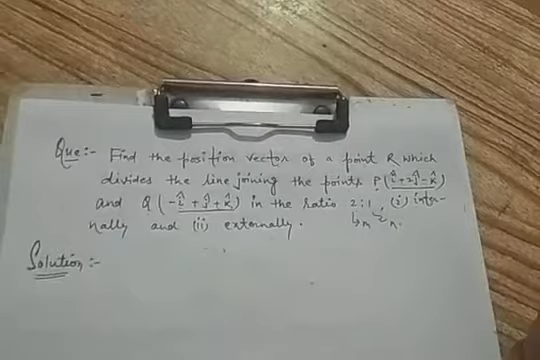 Que:- Find the position vector of a point R which
divides the line joining the points P(î+2ĵ-k̂)
and Q(-î+ĵ+k̂) in the ratio 2:1, (i) inter-
nally and (ii) externally. ↳m ↳n.
Solution:-